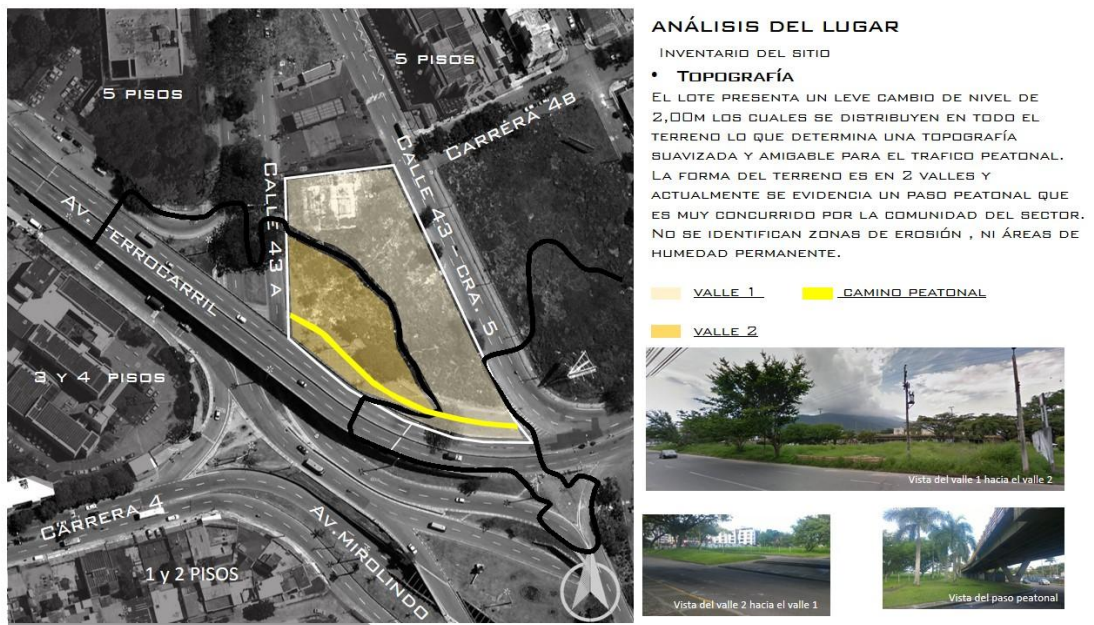 ANÁLISIS DEL LUGAR
INVENTARIO DEL SITIO
• TOPOGRAFÍA
EL LOTE PRESENTA UN LEVE CAMBIO DE NIVEL DE
2,00M LOS CUALES SE DISTRIBUYEN EN TODO EL
TERRENO LO QUE DETERMINA UNA TOPOGRAFÍA
SUAVIZADA Y AMIGABLE PARA EL TRAFICO PEATONAL.
LA FORMA DEL TERRENO ES EN 2 VALLES Y
ACTUALMENTE SE EVIDENCIA UN PASO PEATONAL QUE
ES MUY CONCURRIDO POR LA COMUNIDAD DEL SECTOR.
NO SE IDENTIFICAN ZONAS DE EROSIÓN , NI ÁREAS DE
HUMEDAD PERMANENTE.
VALLE 1
CAMINO PEATONAL
VALLE 2
Vista del valle 1 hacia el valle 2
Vista del valle 2 hacia el valle 1
Vista del paso peatonal
5 PISOS
5 PISOS
CARRERA 4B
CALLE 43 A
CALLE 43 - CRA. 5
AV. FERROCARRIL
3 Y 4 PISOS
CARRERA 4
AV. MIROLINDO
1 y 2 PISOS